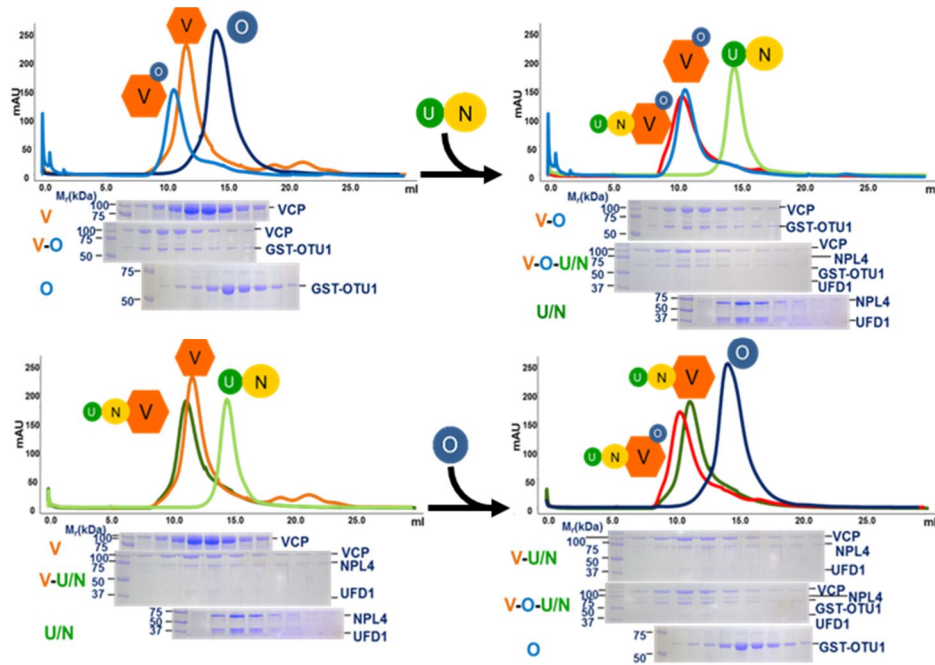 V
O
O
V
250
200
150
100
50
0
mAU
0.0 5.0 10.0 15.0 20.0 25.0 ml
Mr(kDa)
V
100
75
VCP
V-O
100
75
50
VCP
GST-OTU1
O
75
50
GST-OTU1
U N
O
V
U N
O
U N V
250
200
150
100
50
0
mAU
0.0 5.0 10.0 15.0 20.0 25.0 ml
Mr(kDa)
V-O
100
75
50
VCP
GST-OTU1
V-O-U/N
100
75
50
37
VCP
NPL4
GST-OTU1
UFD1
U/N
75
50
37
NPL4
UFD1
V
U N
U N V
250
200
150
100
50
0
mAU
0.0 5.0 10.0 15.0 20.0 25.0 ml
Mr(kDa)
V
100
75
VCP
V-U/N
100
75
50
37
VCP
NPL4
UFD1
U/N
75
50
37
NPL4
UFD1
O
O
U N V
O
U N V
250
200
150
100
50
0
mAU
0.0 5.0 10.0 15.0 20.0 25.0 ml
Mr(kDa)
V-U/N
100
75
50
37
VCP
NPL4
UFD1
V-O-U/N
100
75
50
37
VCP
NPL4
GST-OTU1
UFD1
O
75
50
GST-OTU1